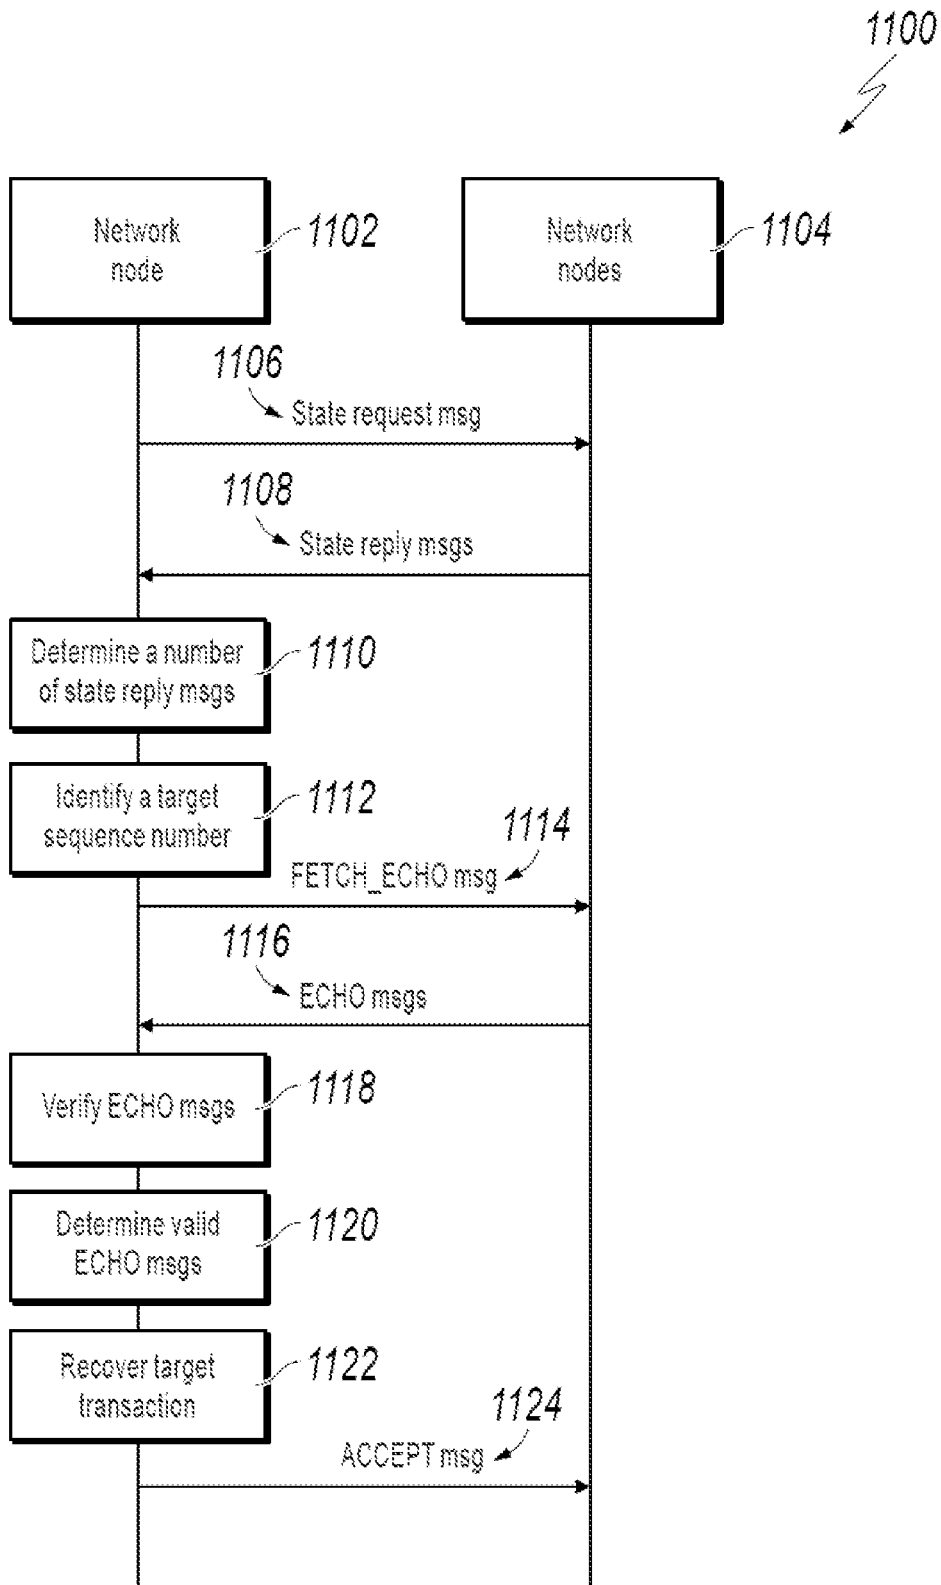 1100
Network
node
1102
Network
nodes
1104
1106
State request msg
1108
State reply msgs
Determine a number
of state reply msgs
1110
Identify a target
sequence number
1112
1114
FETCH_ECHO msg
1116
ECHO msgs
Verify ECHO msgs
1118
Determine valid
ECHO msgs
1120
Recover target
transaction
1122
1124
ACCEPT msg